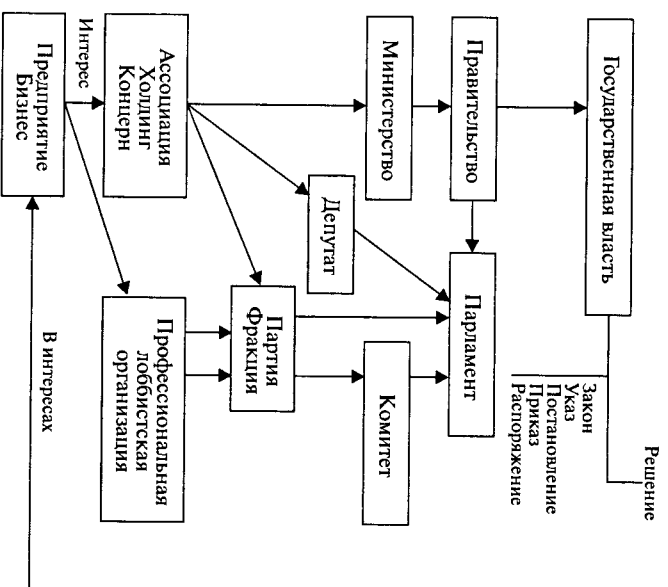 Решение
Государственная власть
Закон
Указ
Постановление
Приказ
Распоряжение
Правительство
Парламент
Министерство
Комитет
Депутат
Партия
Фракция
Ассоциация
Холдинг
Концерн
Профессиональная
лоббистская
организация
Интерес
Предприятие
Бизнес
В интересах